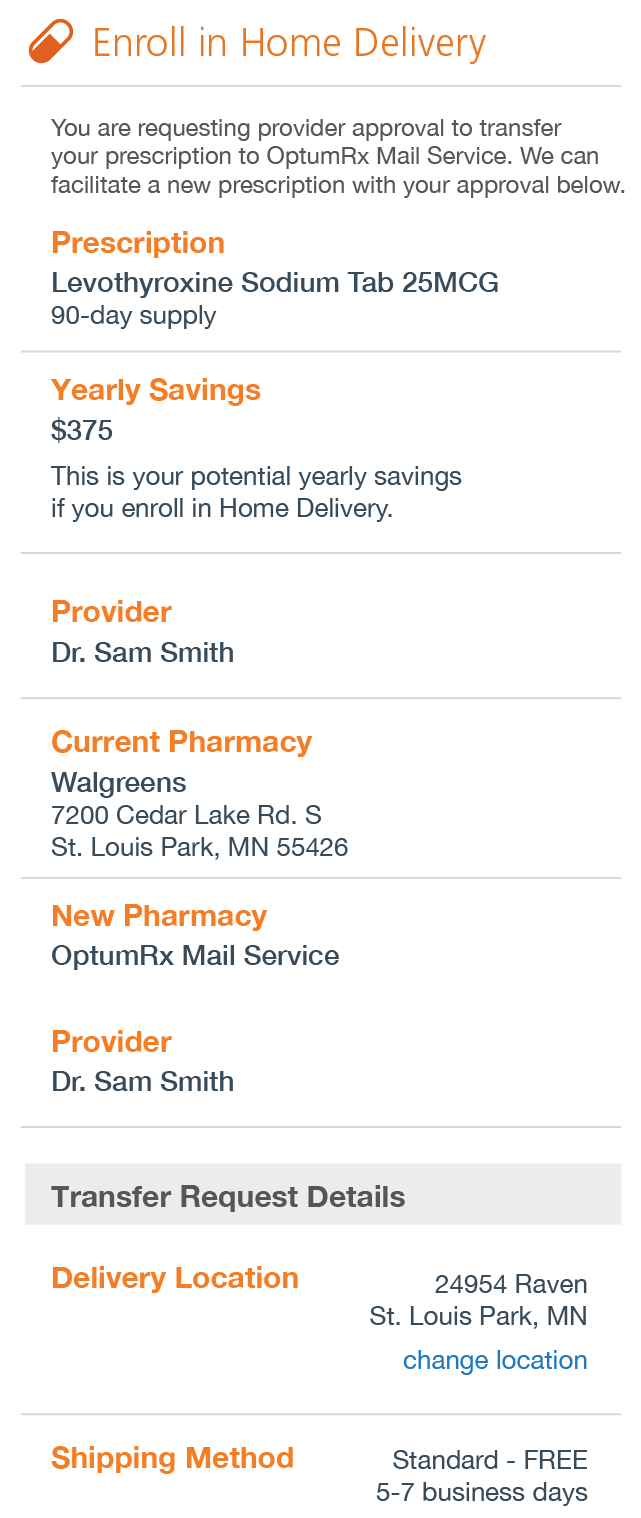 Enroll in Home Delivery
You are requesting provider approval to transfer
your prescription to OptumRx Mail Service. We can
facilitate a new prescription with your approval below.
Prescription
Levothyroxine Sodium Tab 25MCG
90-day supply
Yearly Savings
$375
This is your potential yearly savings
if you enroll in Home Delivery.
Provider
Dr. Sam Smith
Current Pharmacy
Walgreens
7200 Cedar Lake Rd. S
St. Louis Park, MN 55426
New Pharmacy
OptumRx Mail Service
Provider
Dr. Sam Smith
Transfer Request Details
Delivery Location
24954 Raven
St. Louis Park, MN
change location
Shipping Method
Standard - FREE
5-7 business days